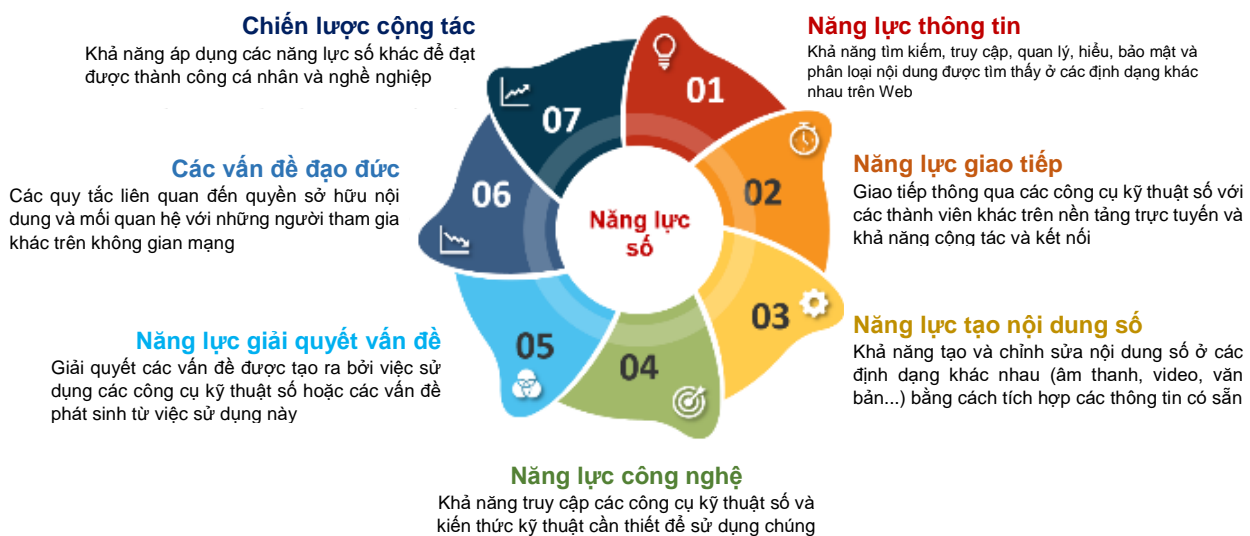 Năng lực thông tin
Khả năng tìm kiếm, truy cập, quan lý, hiểu, bảo mật và
phân loại nội dung được tìm thấy ở các định dạng khác
nhau trên Web
01
Năng lực giao tiếp
Giao tiếp thông qua các công cụ kỹ thuật số với
các thành viên khác trên nền tảng trực tuyến và
khả năng cộng tác và kết nối
02
Năng lực tạo nội dung số
Khả năng tạo và chỉnh sửa nội dung số ở các
định dạng khác nhau (âm thanh, video, văn
bản...) bằng cách tích hợp các thông tin có sẵn
03
Năng lực công nghệ
Khả năng truy cập các công cụ kỹ thuật số và
kiến thức kỹ thuật cần thiết để sử dụng chúng
04
Năng lực giải quyết vấn đề
Giải quyết các vấn đề được tạo ra bởi việc sử
dụng các công cụ kỹ thuật số hoặc các vấn đề
phát sinh từ việc sử dụng này
05
Các vấn đề đạo đức
Các quy tắc liên quan đến quyền sở hữu nội
dung và mối quan hệ với những người tham gia
khác trên không gian mạng
06
Chiến lược cộng tác
Khả năng áp dụng các năng lực số khác để đạt
được thành công cá nhân và nghề nghiệp
07
Năng lực
số